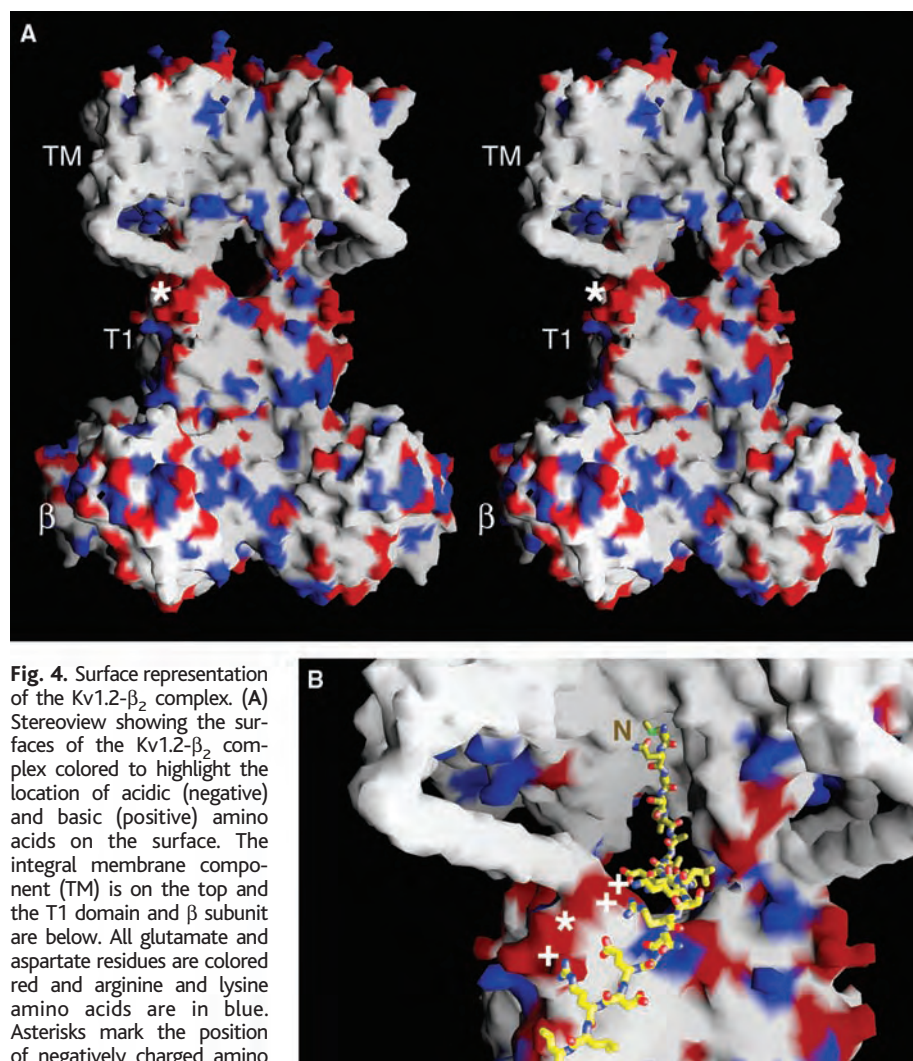 A
TM
TM
*
*
T1
T1
β
β
Fig. 4. Surface representation
of the Kv1.2-β₂ complex. (A)
Stereoview showing the sur-
faces of the Kv1.2-β₂ com-
plex colored to highlight the
location of acidic (negative)
and basic (positive) amino
acids on the surface. The
integral membrane compo-
nent (TM) is on the top and
the T1 domain and β subunit
are below. All glutamate and
aspartate residues are colored
red and arginine and lysine
amino acids are in blue.
Asterisks mark the position
of negatively charged amino
B
N
+
+
*
+